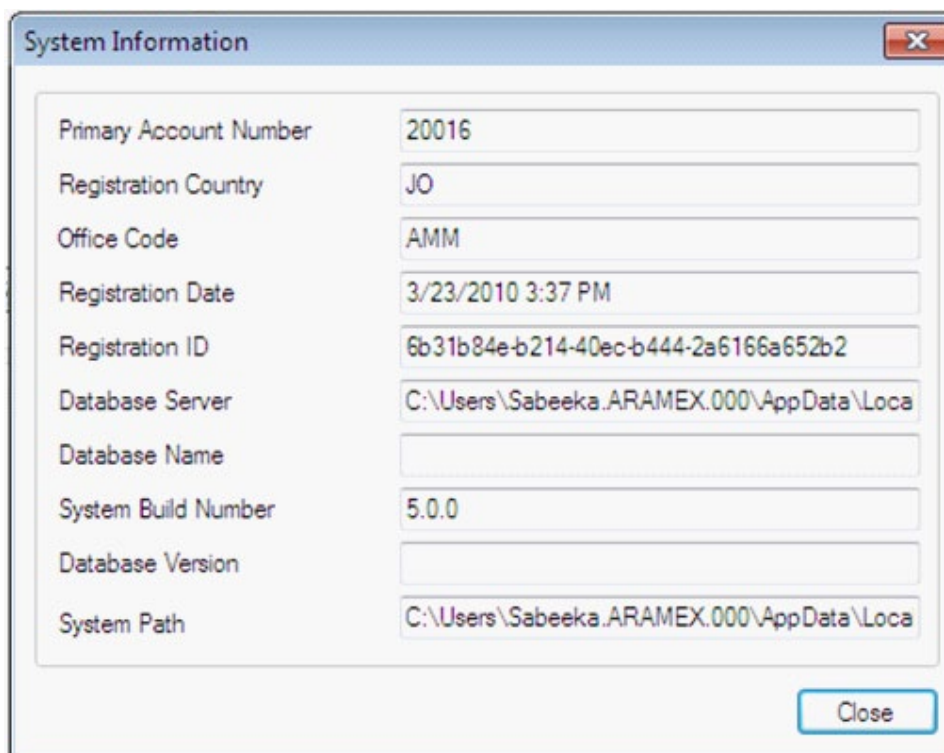 System Information
Primary Account Number 20016
Registration Country JO
Office Code AMM
Registration Date 3/23/2010 3:37 PM
Registration ID 6b31b84e-b214-40ec-b444-2a6166a652b2
Database Server C:\Users\Sabeeka.ARAMEX.000\AppData\Loca
Database Name
System Build Number 5.0.0
Database Version
System Path C:\Users\Sabeeka.ARAMEX.000\AppData\Loca
Close